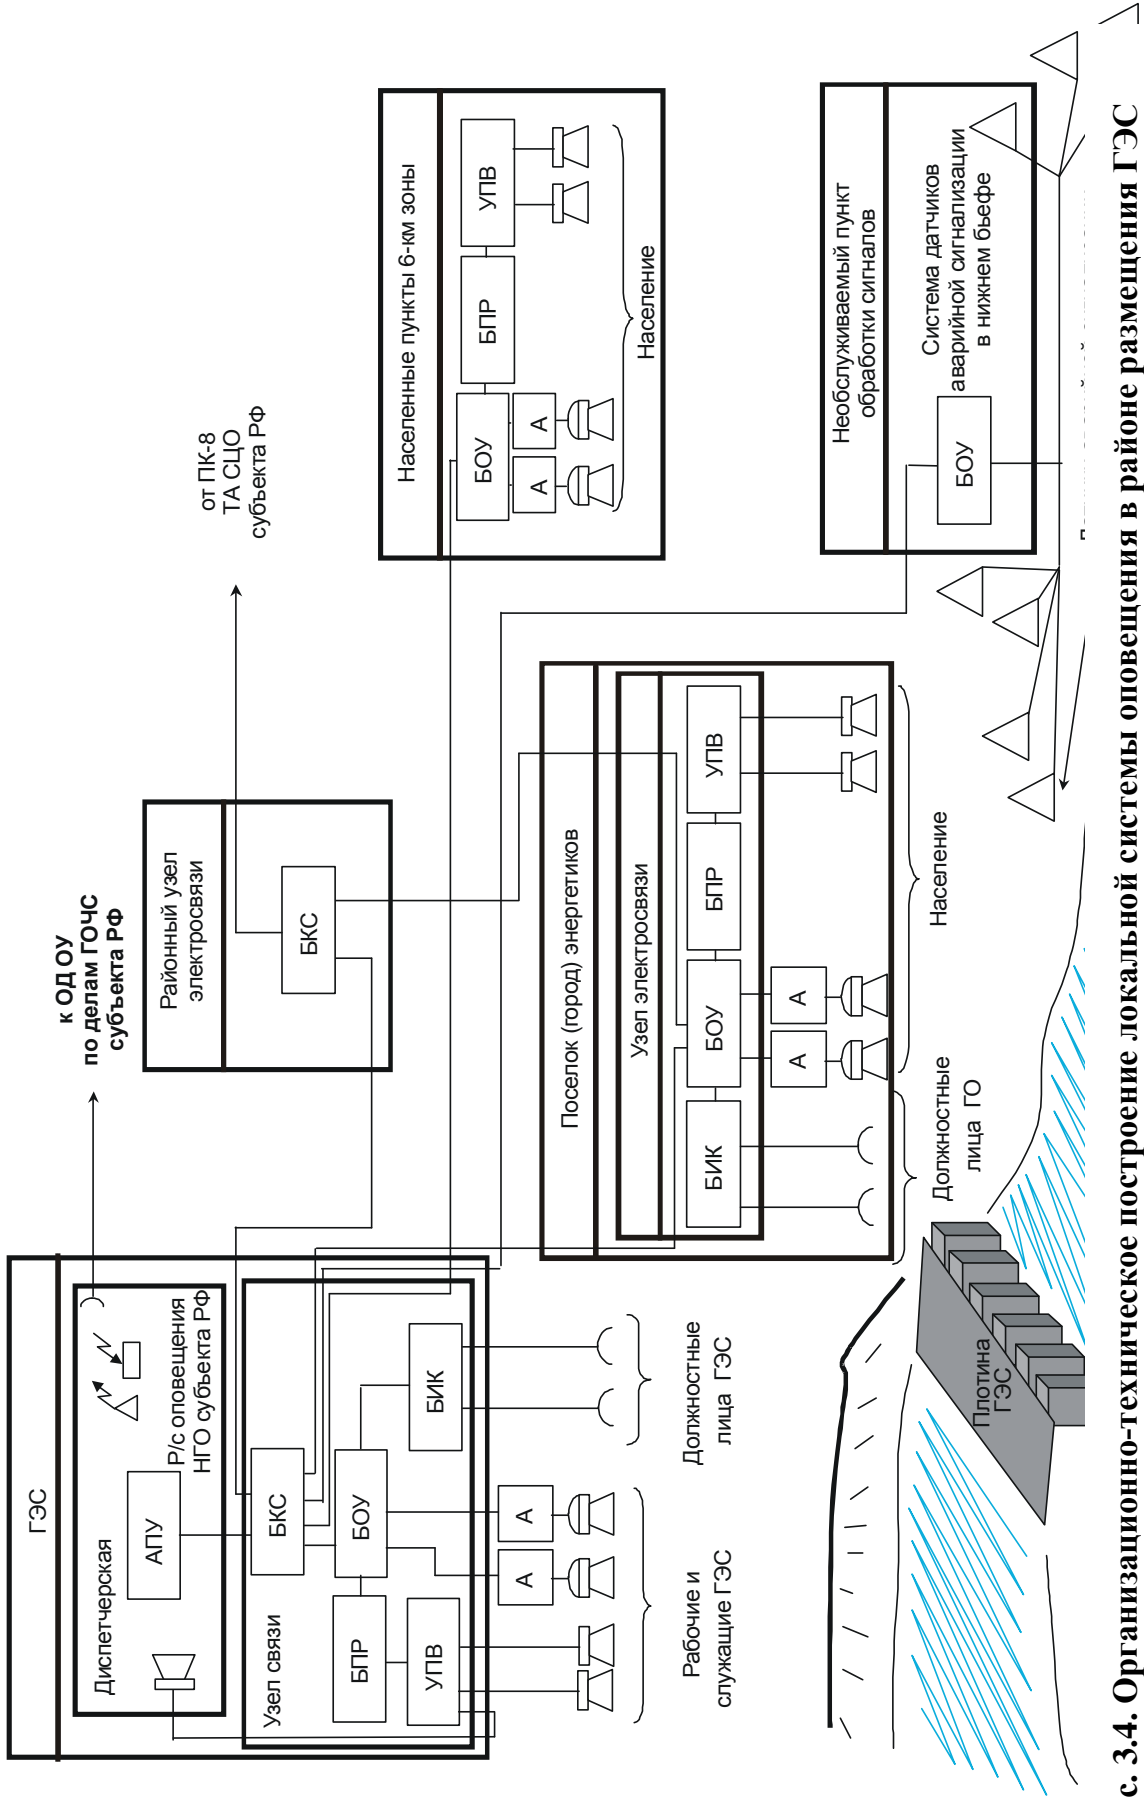 ГЭС
Диспетчерская
АПУ
Р/с оповещения
НГО субъекта РФ
к ОД ОУ
по делам ГОЧС
субъекта РФ
Узел связи
БКС
БОУ
БИК
БПР
УПВ
А
А
Рабочие и
служащие ГЭС
Должностные
лица ГЭС
Районный узел
электросвязи
БКС
от ПК-8
ТА СЦО
субъекта РФ
Населенные пункты 6-км зоны
БОУ
БПР
УПВ
А
А
Население
Поселок (город) энергетиков
Узел электросвязи
БИК
БОУ
БПР
УПВ
А
А
Должностные
лица ГО
Население
Необслуживаемый пункт
обработки сигналов
БОУ
Система датчиков
аварийной сигнализации
в нижнем бьефе
Плотина
ГЭС
с. 3.4. Организационно-техническое построение локальной системы оповещения в районе размещения ГЭС